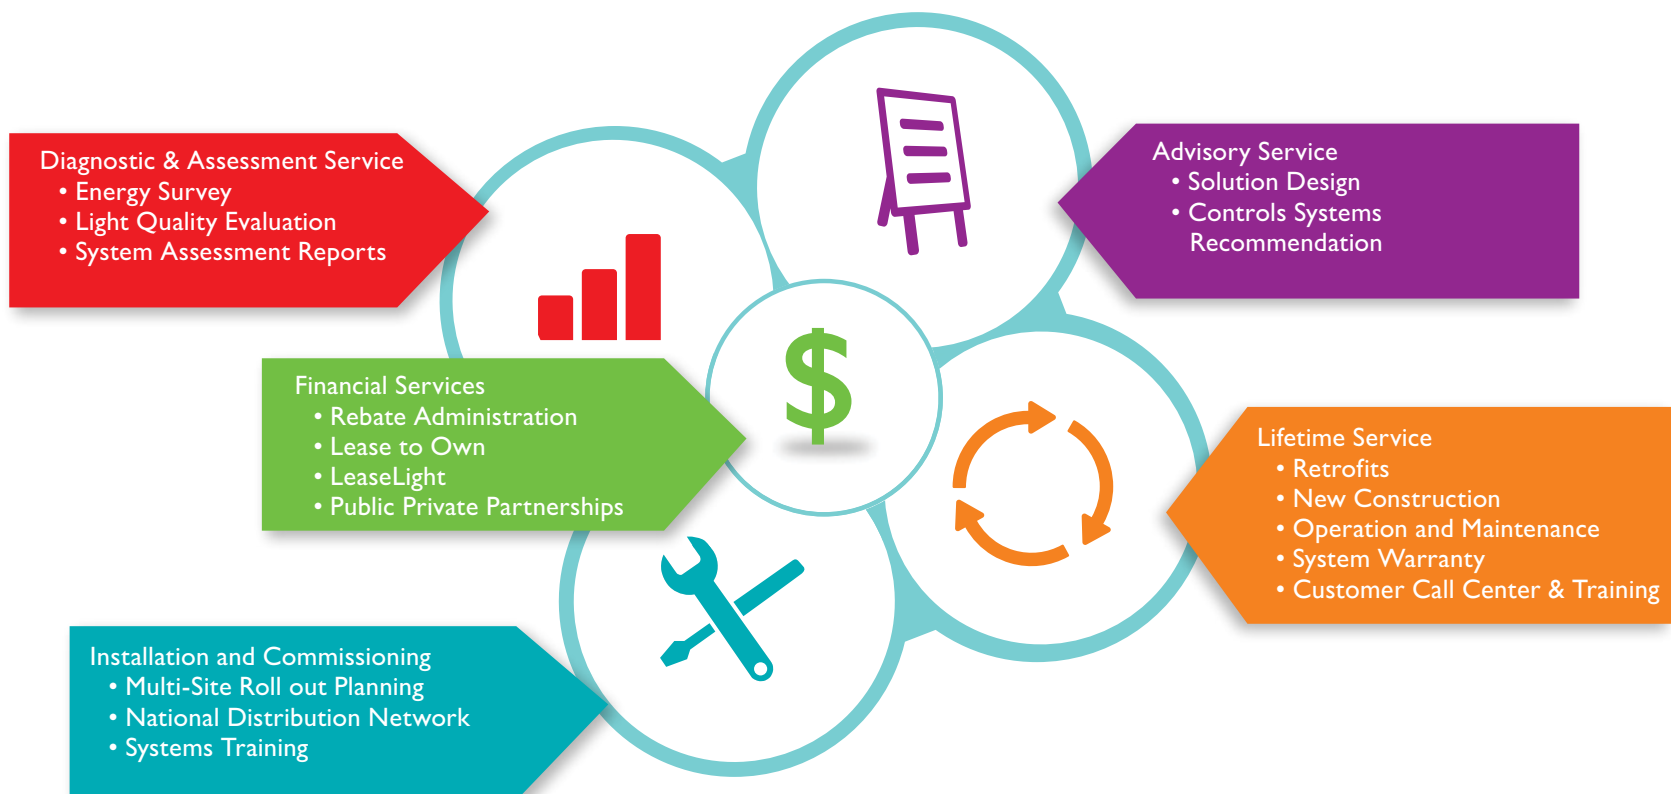 Diagnostic & Assessment Service
• Energy Survey
• Light Quality Evaluation
• System Assessment Reports
Advisory Service
• Solution Design
• Controls Systems
Recommendation
Financial Services
• Rebate Administration
• Lease to Own
• LeaseLight
• Public Private Partnerships
$
Lifetime Service
• Retrofits
• New Construction
• Operation and Maintenance
• System Warranty
• Customer Call Center & Training
Installation and Commissioning
• Multi-Site Roll out Planning
• National Distribution Network
• Systems Training